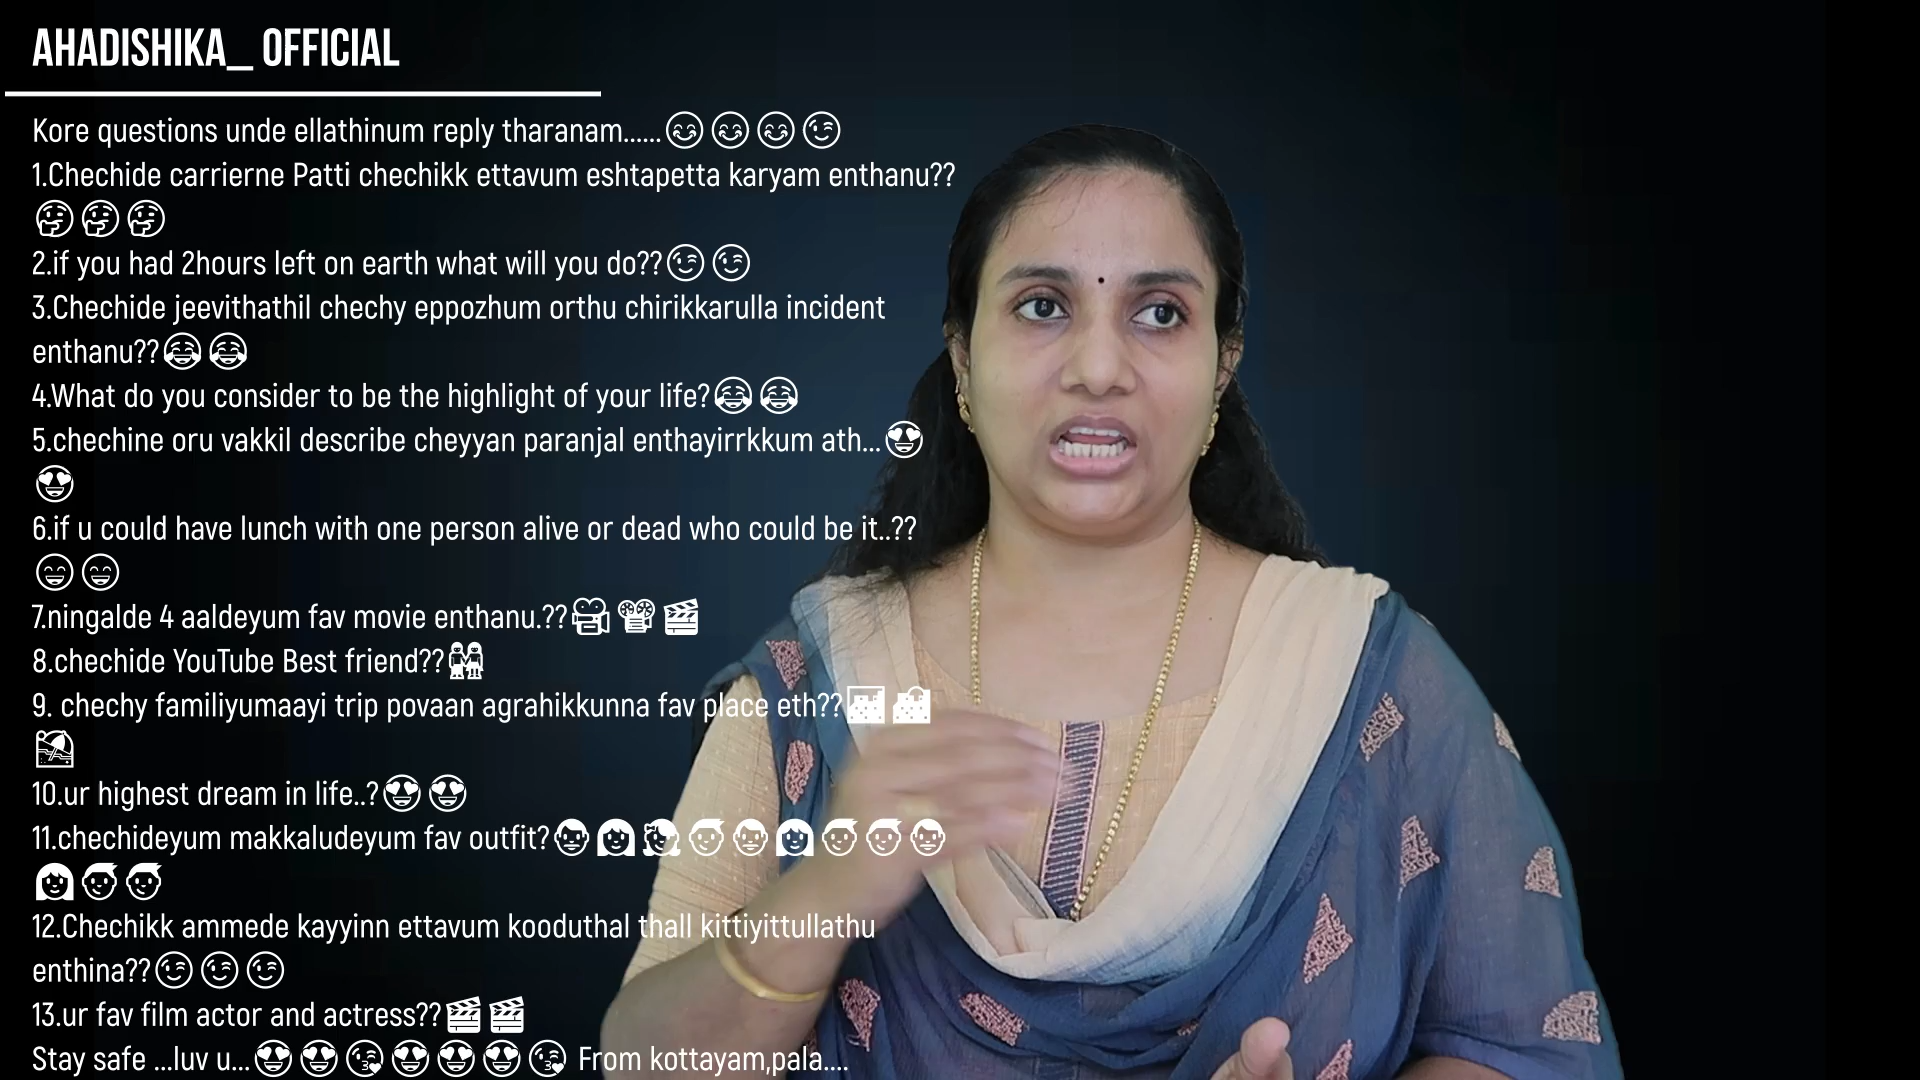 AHADISHIKA_ OFFICIAL
Kore questions unde ellathinum reply tharanam......😊😊😊😉
1.Chechide carrierne Patti chechikk ettavum eshtapetta karyam enthanu??
🤔🤔🤔
2.if you had 2hours left on earth what will you do??😉😉
3.Chechide jeevithathil chechy eppozhum orthu chirikkarulla incident
enthanu??😂😂
4.What do you consider to be the highlight of your life?😂😂
5.chechine oru vakkil describe cheyyan paranjal enthayirrkkum ath...😍
😍
6.if u could have lunch with one person alive or dead who could be it..??
😄😄
7.ningalde 4 aaldeyum fav movie enthanu.??🎥📽🎬
8.chechide YouTube Best friend??👭
9. chechy familiyumaayi trip povaan agrahikkunna fav place eth??🌃🌇
🏖
10.ur highest dream in life..?😍😍
11.chechideyum makkaludeyum fav outfit?👨👩👧👦👨👩👦👦👨
👩👦👦
12.Chechikk ammede kayyinn ettavum kooduthal thall kittiyittullathu
enthina??😉😉😉
13.ur fav film actor and actress??🎬🎬
Stay safe ...luv u...😍😍😘😍😍😍😘 From kottayam,pala....